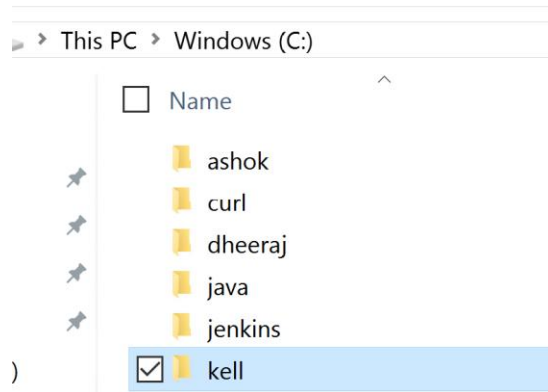 This PC > Windows (C:)
Name
ashok
curl
dheeraj
java
jenkins
)
kell